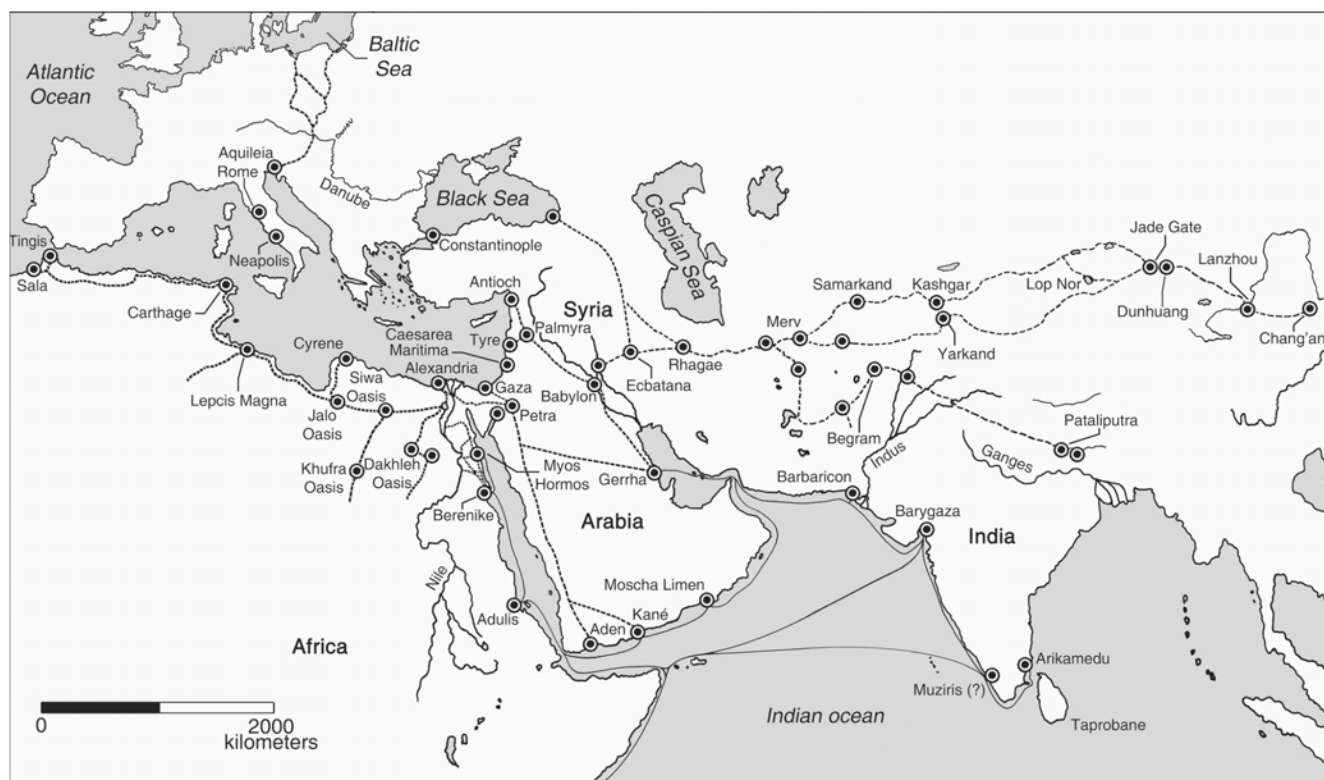 Baltic
Sea
Atlantic
Ocean
Danube
Aquileia
Rome
Danube
Black Sea
Caspian Sea
Constantinople
Neapolis
Tingis
Sala
Carthage
Antioch
Syria
Palmyra
Caesarea
Maritima
Tyre
Cyrene
Alexandria
Siwa
Oasis
Gaza
Babylon
Ecbatana
Rhagae
Merv
Samarkand
Kashgar
Yarkand
Lop Nor
Jade Gate
Dunhuang
Lanzhou
Chang'an
Lepcis Magna
Jalo
Oasis
Petra
Khufra
Oasis
Dakhleh
Oasis
Myos
Hormos
Gerrha
Berenike
Begram
Indus
Ganges
Pataliputra
Barbaricon
Barygaza
Arabia
India
Nile
Moscha Limen
Kané
Aden
Adulis
Africa
Muziris (?)
Arikamedu
Taprobane
Indian ocean
0
2000
kilometers